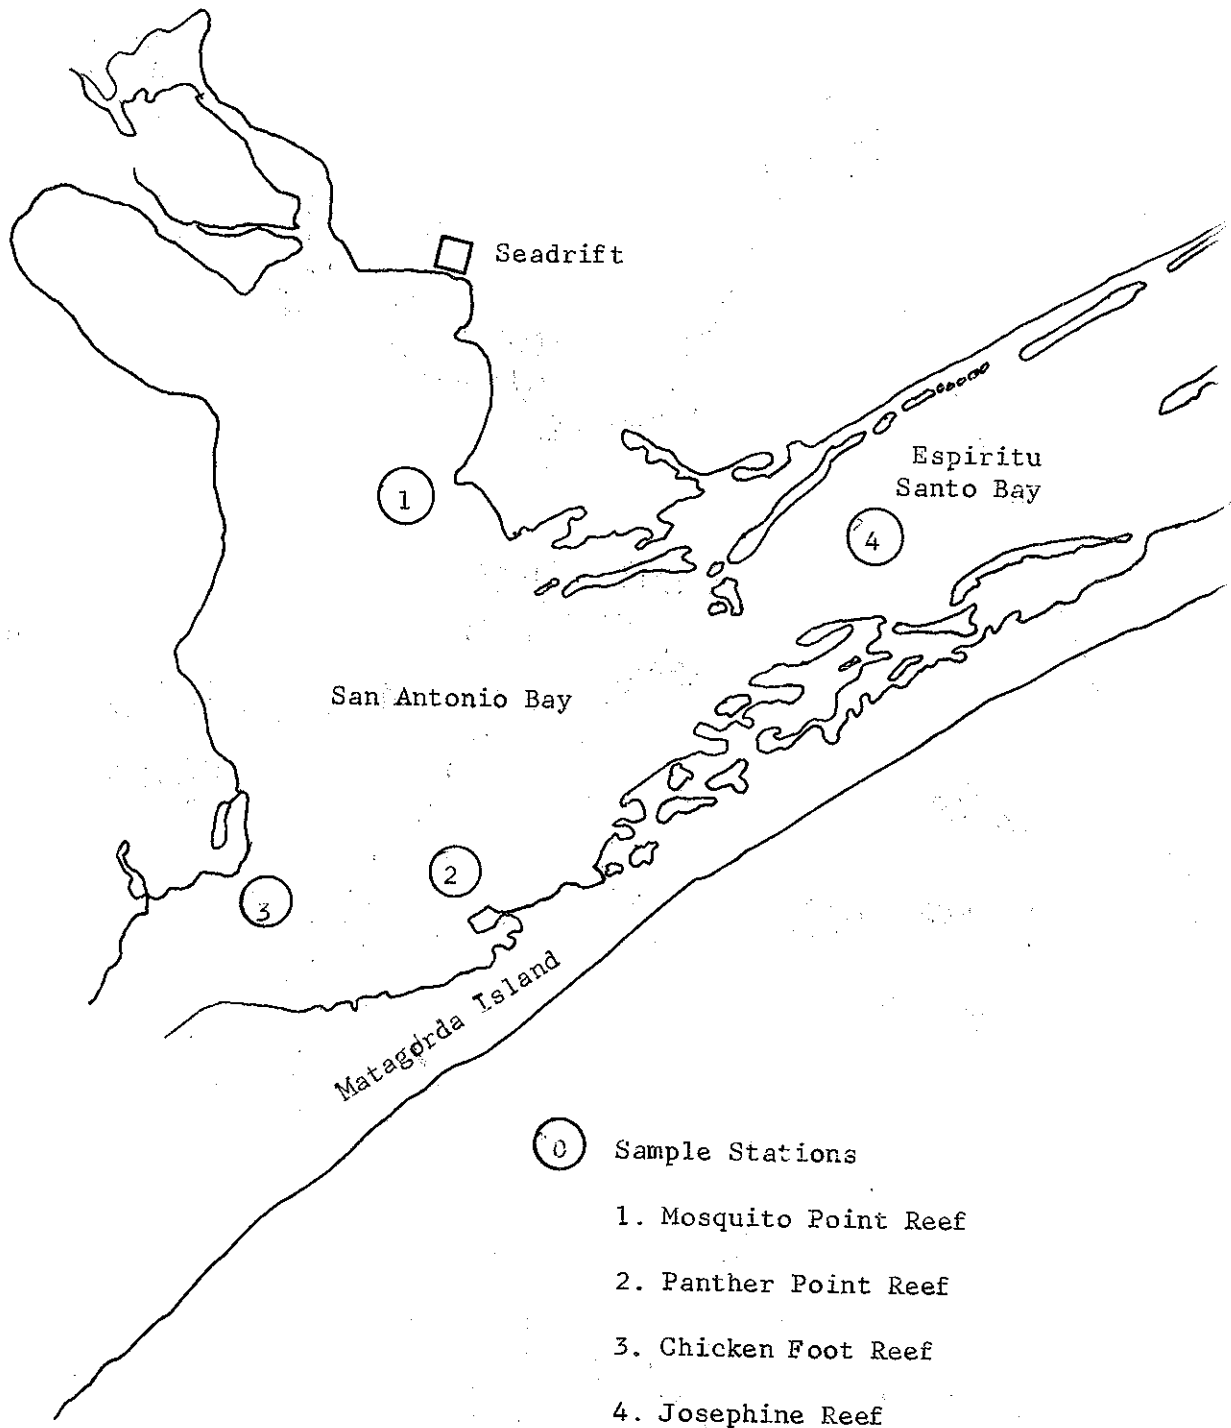 Seadrift
Espiritu
Santo Bay
1
4
San Antonio Bay
2
3
Matagorda Island
0 Sample Stations
1. Mosquito Point Reef
2. Panther Point Reef
3. Chicken Foot Reef
4. Josephine Reef